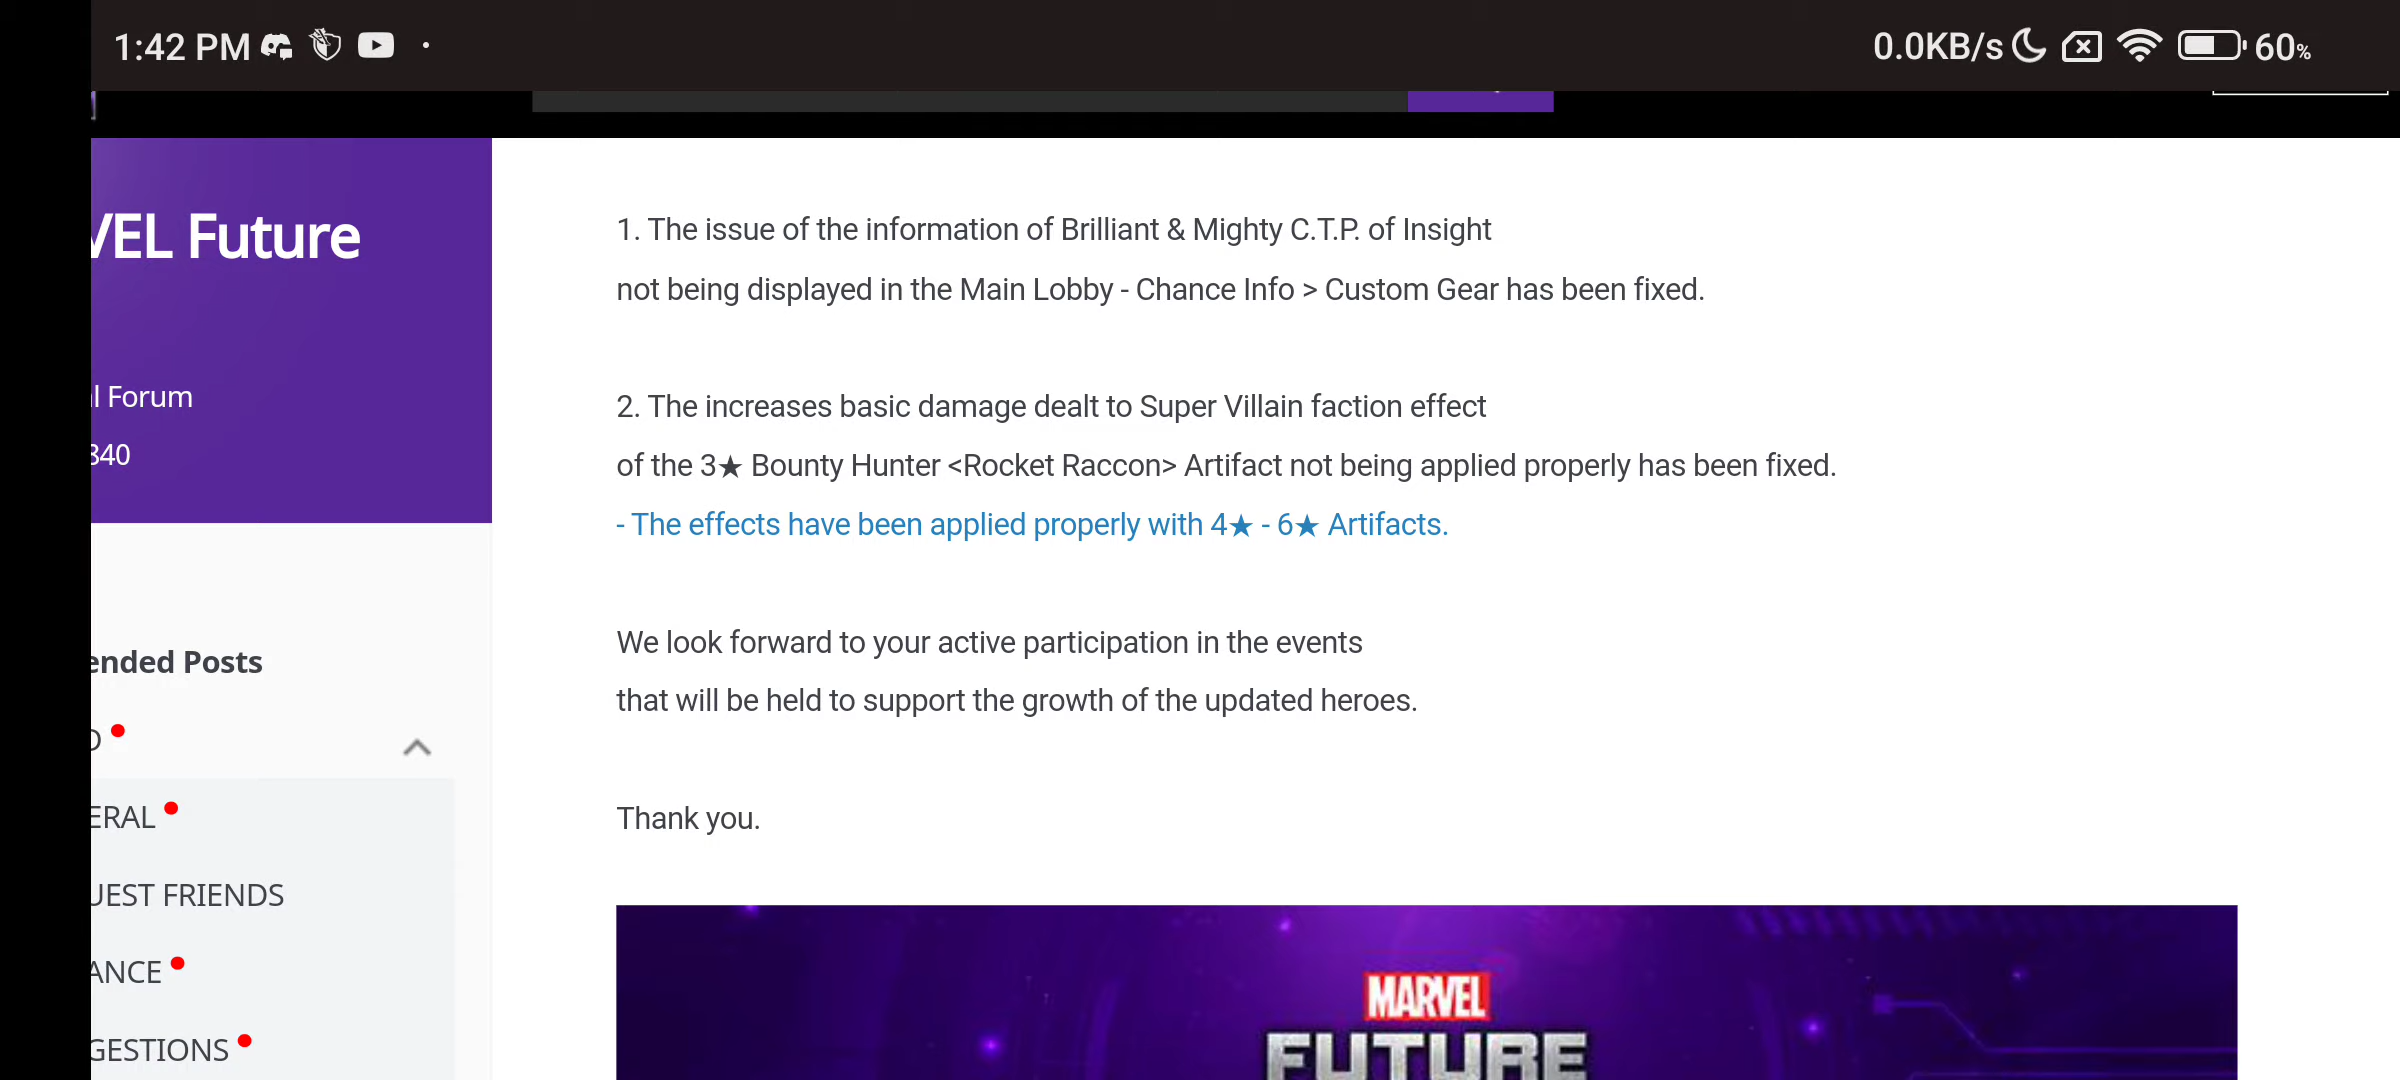 1:42 PM
0.0KB/s
60%
VEL Future
l Forum
840
ended Posts
ERAL
UEST FRIENDS
ANCE
GESTIONS
1. The issue of the information of Brilliant & Mighty C.T.P. of Insight
not being displayed in the Main Lobby - Chance Info > Custom Gear has been fixed.
2. The increases basic damage dealt to Super Villain faction effect
of the 3★ Bounty Hunter <Rocket Raccon> Artifact not being applied properly has been fixed.
- The effects have been applied properly with 4★ - 6★ Artifacts.
We look forward to your active participation in the events
that will be held to support the growth of the updated heroes.
Thank you.
MARVEL
FUTURE